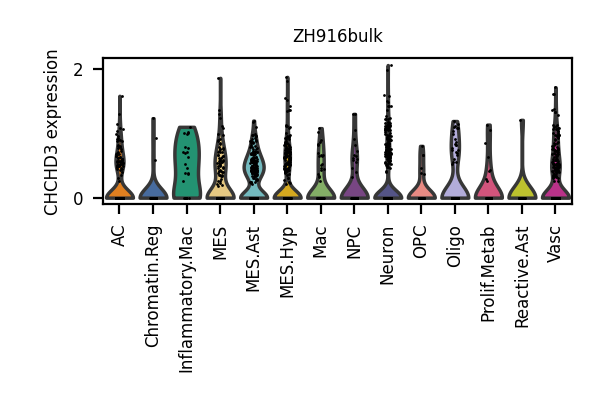 ZH916bulk
CHCHD3 expression
2
0
AC
Chromatin.Reg
Inflammatory.Mac
MES
MES.Ast
MES.Hyp
Mac
NPC
Neuron
OPC
Oligo
Prolif.Metab
Reactive.Ast
Vasc